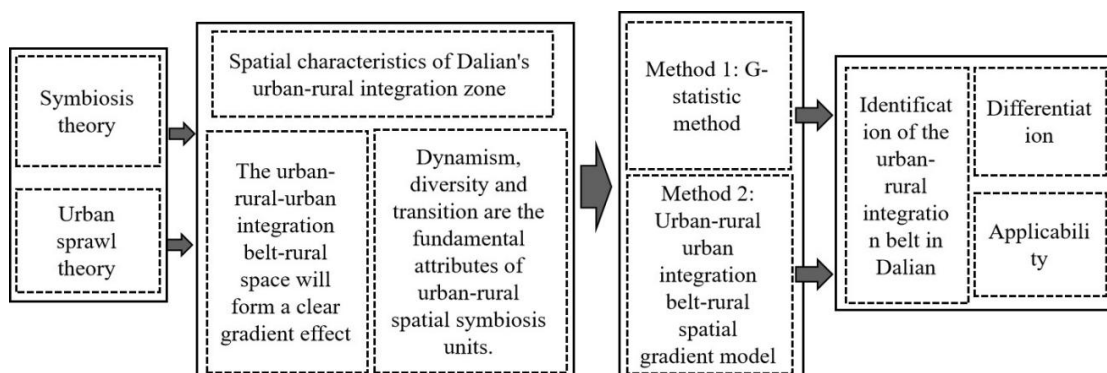 Symbiosis
theory
Urban
sprawl
theory
Spatial characteristics of Dalian's
urban-rural integration zone
The urban-
rural-urban
integration
belt-rural
space will
form a clear
gradient effect
Dynamism,
diversity and
transition are the
fundamental
attributes of
urban-rural
spatial symbiosis
units.
Method 1: G-
statistic
method
Method 2:
Urban-rural
urban
integration
belt-rural
spatial
gradient model
Identificat
ion of the
urban-
rural
integratio
n belt in
Dalian
Differentiat
ion
Applicabili
ty